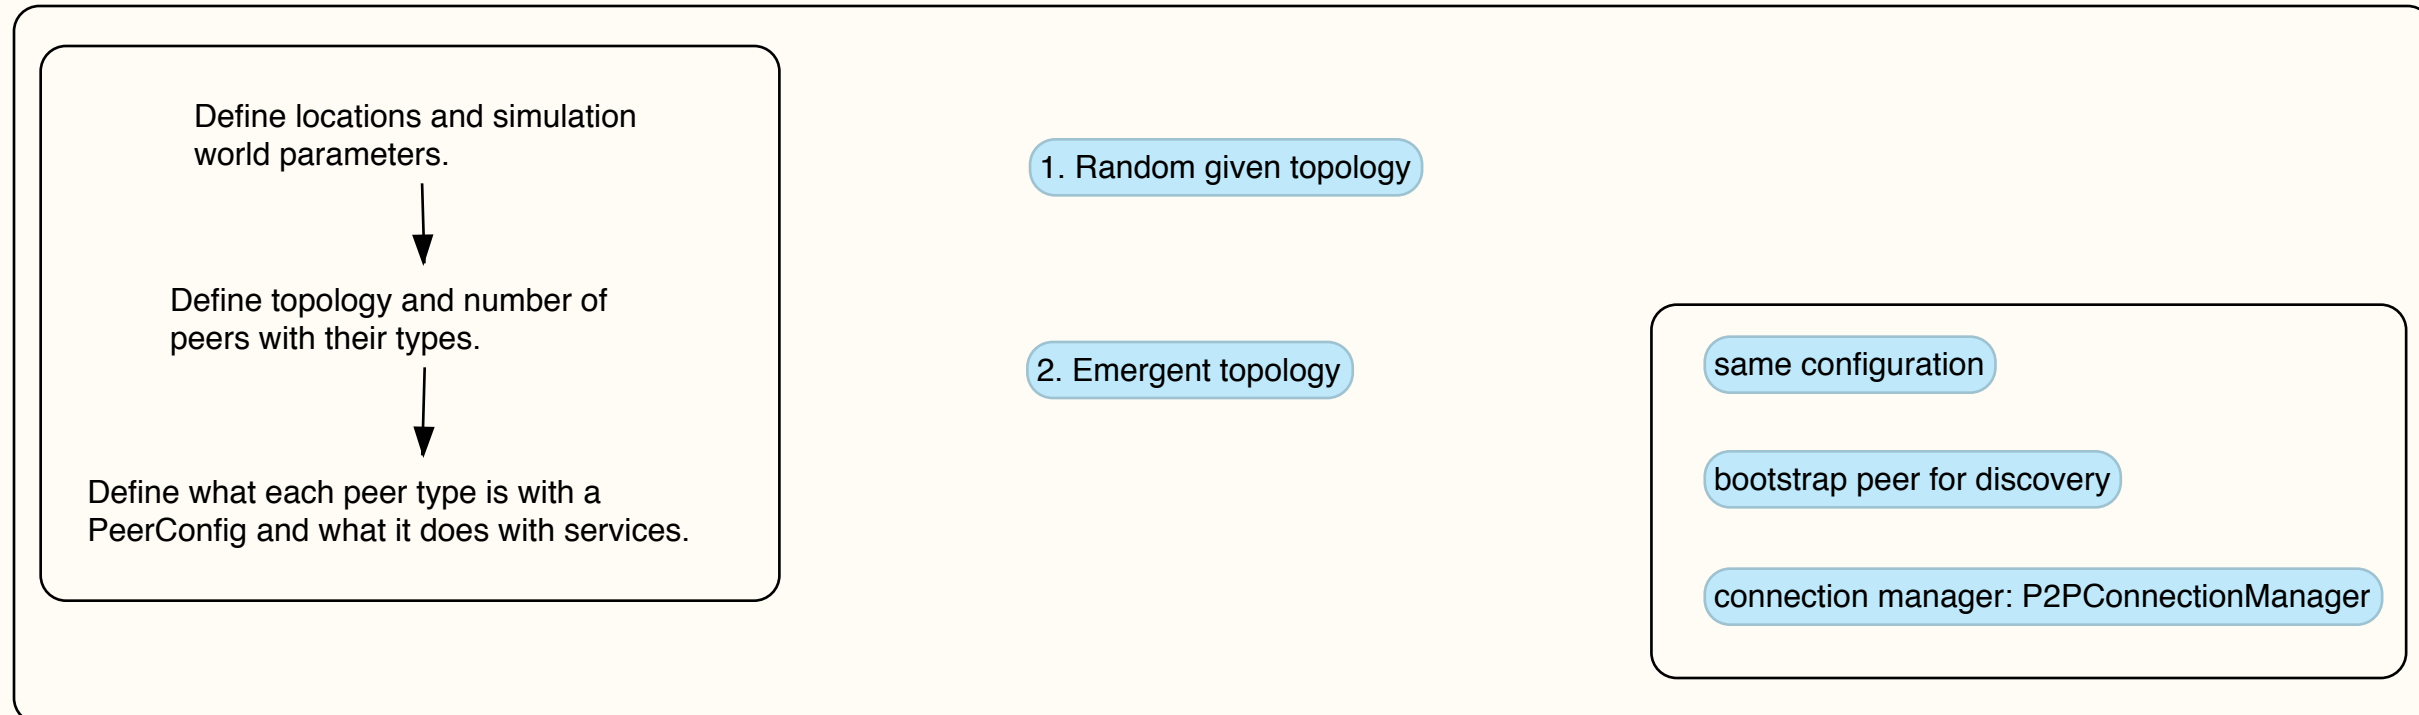 Define locations and simulation
world parameters.
Define topology and number of
peers with their types.
Define what each peer type is with a
PeerConfig and what it does with services.
1. Random given topology
2. Emergent topology
same configuration
bootstrap peer for discovery
connection manager: P2PConnectionManager